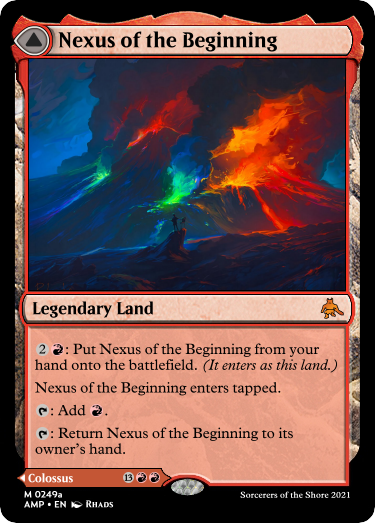 Nexus of the Beginning
Legendary Land
2 R: Put Nexus of the Beginning from your
hand onto the battlefield. (It enters as this land.)
Nexus of the Beginning enters tapped.
: Add R.
: Return Nexus of the Beginning to its
owner's hand.
Colossus 13
M 0249a
AMP • EN Rhads
Sorcerers of the Shore 2021